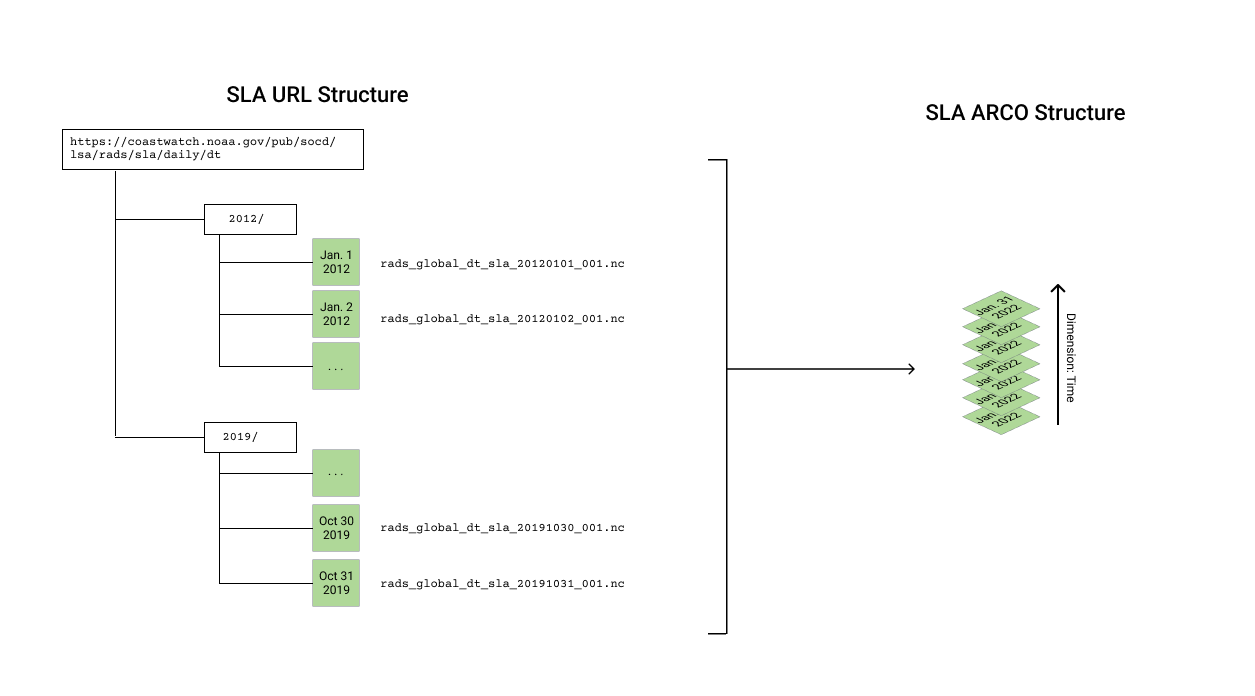 SLA URL Structure
SLA ARCO Structure
https://coastwatch.noaa.gov/pub/socd/
lsa/rads/sla/daily/dt
2012/
Jan. 1
2012
rads_global_dt_sla_20120101_001.nc
Jan. 2
2012
rads_global_dt_sla_20120102_001.nc
...
2019/
...
Oct 30
2019
rads_global_dt_sla_20191030_001.nc
Oct 31
2019
rads_global_dt_sla_20191031_001.nc
Jan. 31
2022
Jan
2022
Jan
2022
Jan
2022
Jan
2022
Jan
2022
Jan
2022
Dimension: Time